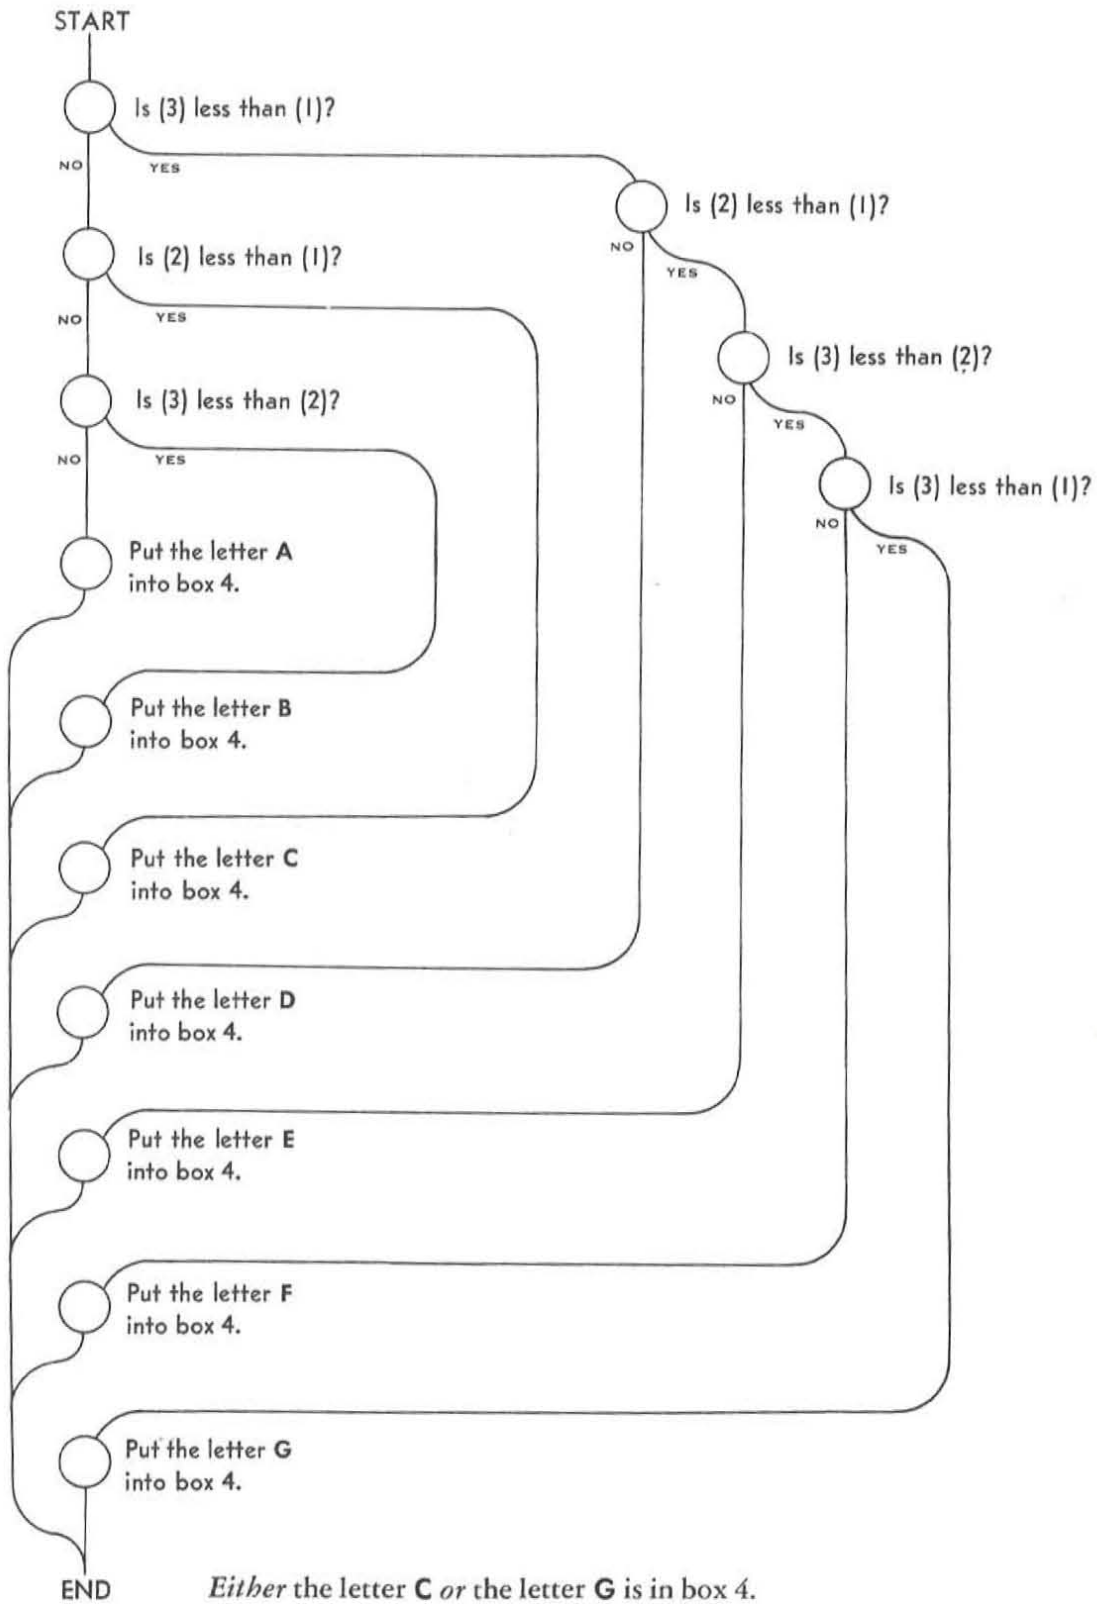 START
Is (3) less than (1)?
NO
YES
Is (2) less than (1)?
NO
YES
Is (2) less than (1)?
NO
YES
Is (3) less than (2)?
NO
YES
Is (3) less than (2)?
NO
YES
Is (3) less than (1)?
NO
YES
Put the letter A
into box 4.
Put the letter B
into box 4.
Put the letter C
into box 4.
Put the letter D
into box 4.
Put the letter E
into box 4.
Put the letter F
into box 4.
Put the letter G
into box 4.
END
Either the letter C or the letter G is in box 4.